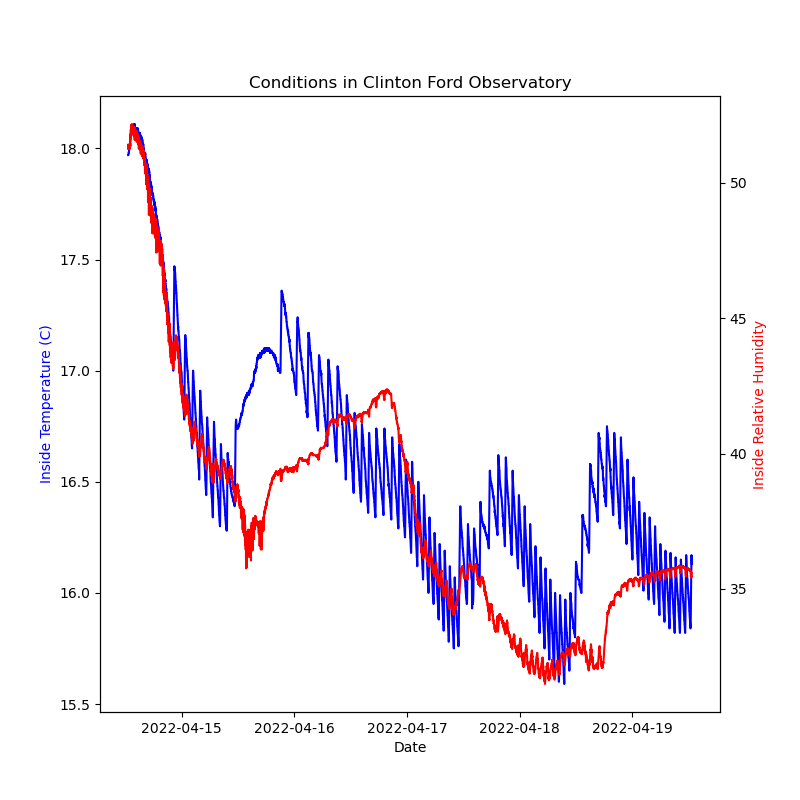 Conditions in Clinton Ford Observatory
Inside Temperature (C)
18.0
17.5
17.0
16.5
16.0
15.5
50
45
40
35
Inside Relative Humidity
2022-04-15 2022-04-16 2022-04-17 2022-04-18 2022-04-19
Date